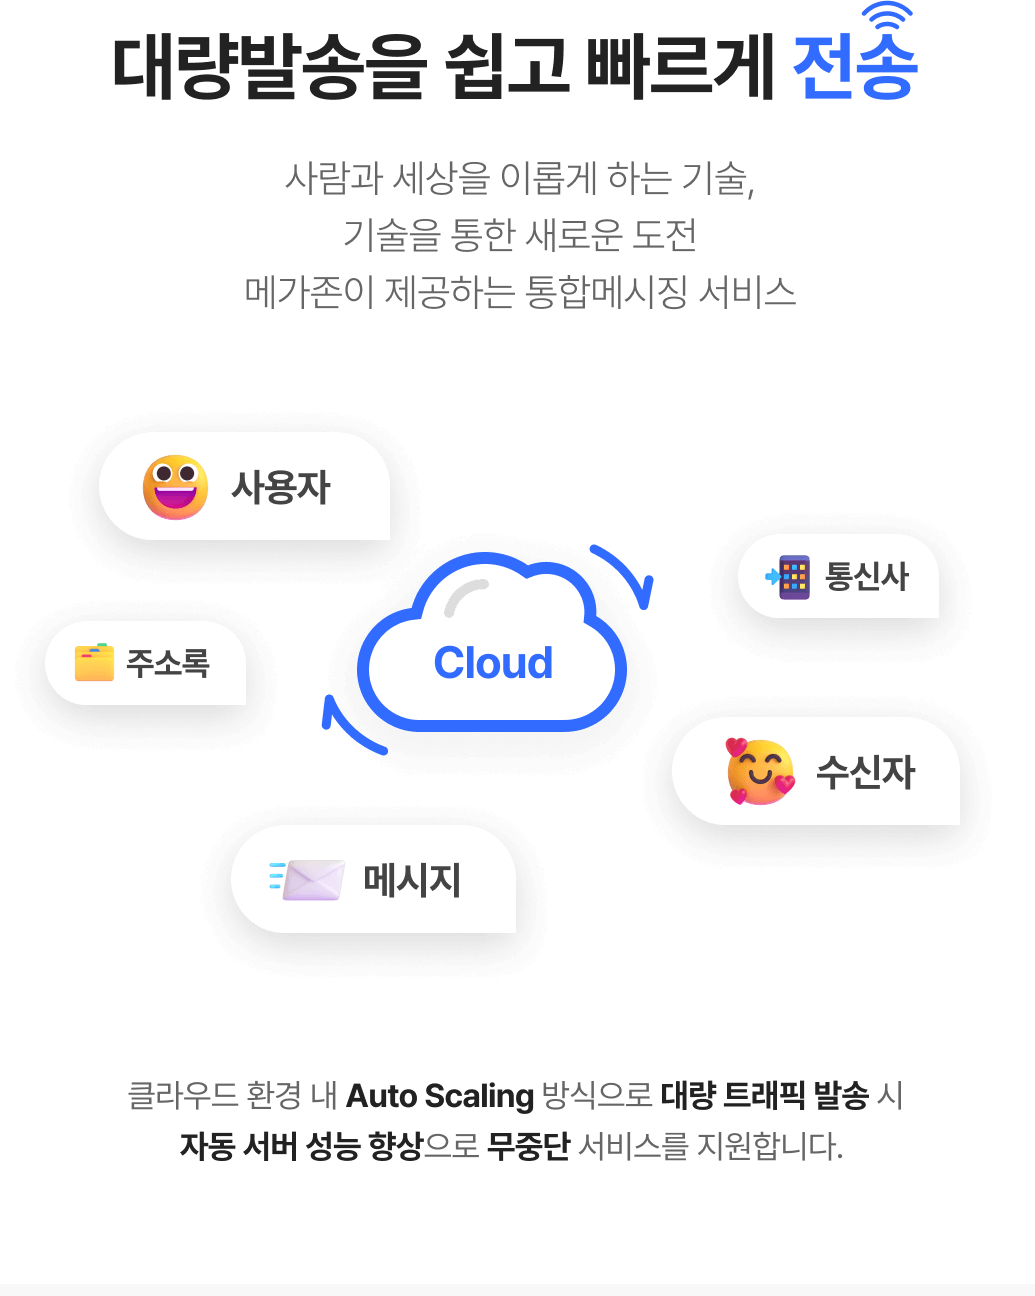 대량발송을 쉽고 빠르게 전송
사람과 세상을 이롭게 하는 기술,
기술을 통한 새로운 도전
메가존이 제공하는 통합메시징 서비스
사용자
통신사
Cloud
주소록
수신자
메시지
클라우드 환경 내 Auto Scaling 방식으로 대량 트래픽 발송 시
자동 서버 성능 향상으로 무중단 서비스를 지원합니다.